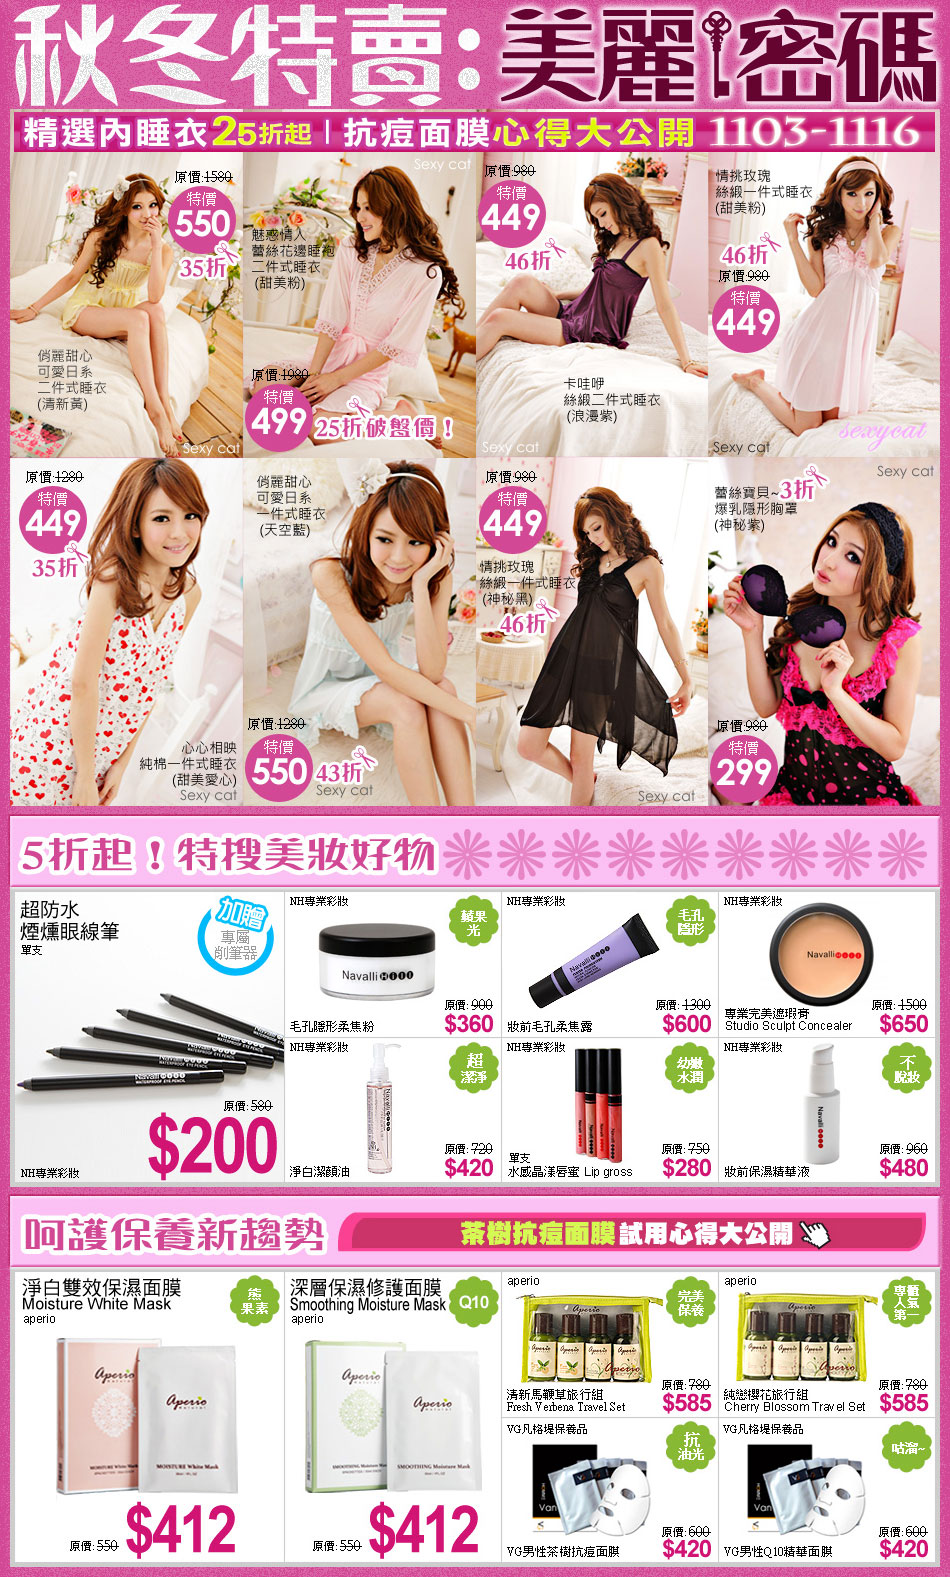 秋冬特賣:美麗密碼
精選內睡衣25折起 | 抗痘面膜心得大公開 1103-1116
原價:1580
特價
550
35折
俏麗甜心
可愛日系
二件式睡衣
(清新黃)
Sexy cat
Sexy cat
魅惑情人
蕾絲花邊睡袍
二件式睡衣
(甜美粉)
原價:1980
特價
499
25折破盤價！
原價:980
特價
449
46折
卡哇咿
絲緞二件式睡衣
(浪漫紫)
Sexy cat
情挑玫瑰
絲緞一件式睡衣
(甜美粉)
46折
原價:980
特價
449
sexycat
Sexy cat
原價:1280
特價
449
35折
心心相映
純棉一件式睡衣
(甜美愛心)
Sexy cat
俏麗甜心
可愛日系
一件式睡衣
(天空藍)
原價:1280
特價
550
43折
Sexy cat
原價:980
特價
449
情挑玫瑰
絲緞一件式睡衣
(神秘黑)
46折
Sexy cat
Sexy cat
蕾絲寶貝~3折
爆乳隱形胸罩
(神秘紫)
原價:980
特價
299
5折起！特搜美妝好物
超防水
煙燻眼線筆
單支
加贈
專屬
削筆器
原價:580
$200
NH專業彩妝
NH專業彩妝
蘋果
光
Navalli
原價:900
毛孔隱形柔焦粉
$360
NH專業彩妝
毛孔
隱形
Navalli
原價:1300
妝前毛孔柔焦露
$600
NH專業彩妝
Navalli
專業完美遮瑕膏
原價:1500
Studio Sculpt Concealer
$650
NH專業彩妝
超
潔淨
Navalli
原價:720
淨白潔顏油
$420
NH專業彩妝
幼嫩
水潤
單支
原價:750
水感晶漾唇蜜 Lip gross
$280
NH專業彩妝
不
脫妝
Navalli
原價:960
妝前保濕精華液
$480
呵護保養新趨勢
茶樹抗痘面膜試用心得大公開
淨白雙效保濕面膜
Moisture White Mask
aperio
熊
果素
aperio
aperio
MOISTURE White Mask
原價:550
$412
深層保濕修護面膜
Smoothing Moisture Mask
aperio
Q10
aperio
aperio
SMOOTHING Moisture Mask
原價:550
$412
aperio
完美
保養
原價:780
清新馬鞭草旅行組
Fresh Verbena Travel Set
$585
aperio
專櫃
人氣
第一
原價:780
純戀櫻花旅行組
Cherry Blossom Travel Set
$585
VG凡格堤保養品
抗
油光
原價:600
VG男性茶樹抗痘面膜
$420
VG凡格堤保養品
咕溜~
原價:600
VG男性Q10精華面膜
$420